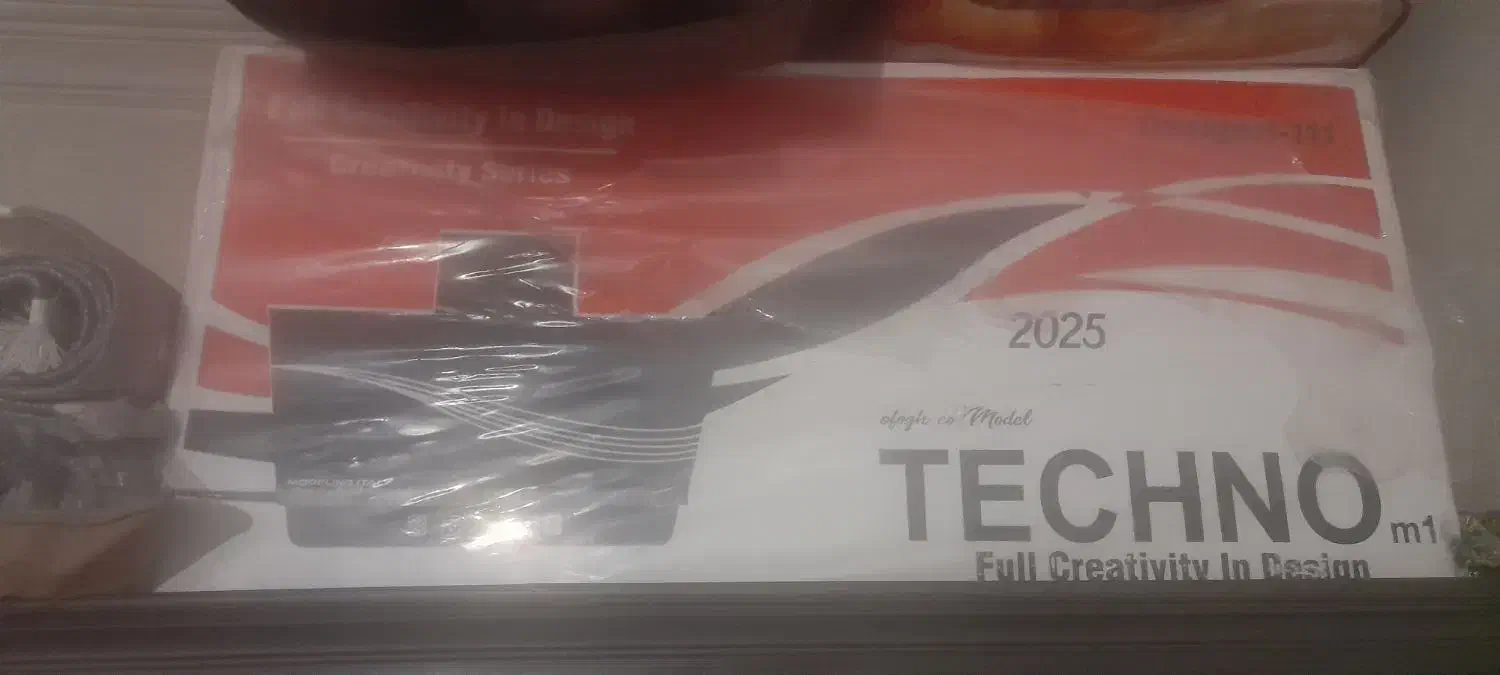 Full Creativity in Design
Creativity Series
2025
ofogh co Model
TECHNO m1
Full Creativity In Design